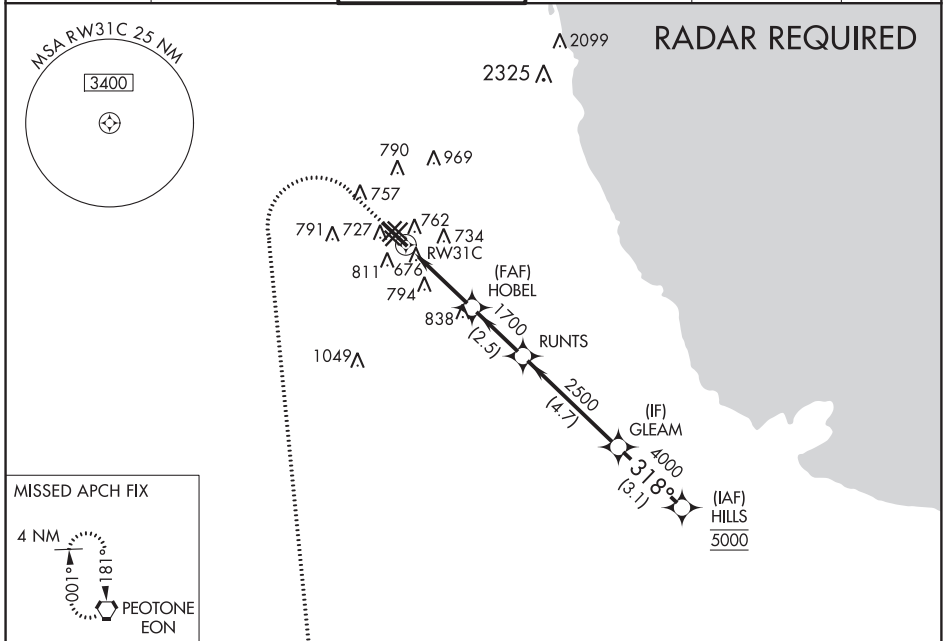 MSA RW31C 25 NM
3400
RADAR REQUIRED
2099
2325
790
969
757
791
727
762
734
RW31C
811
676
794
(FAF)
HOBEL
838
1700
(2.5)
RUNTS
1049
2500
(4.7)
(IF)
GLEAM
4000
318°
(3.1)
(IAF)
HILLS
5000
MISSED APCH FIX
4 NM
001°
181°
PEOTONE
EON